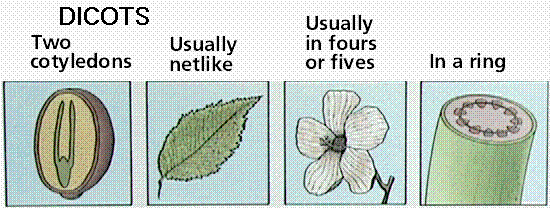 DICOTS
Two
cotyledons
Usually
netlike
Usually
in fours
or fives
In a ring